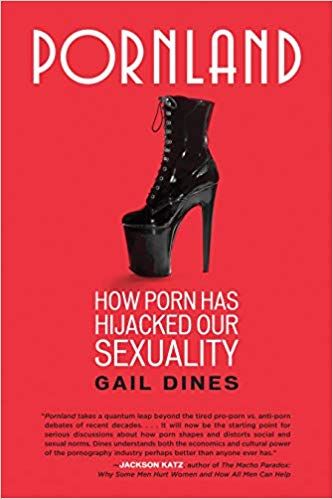 PORNLAND
HOW PORN HAS
HIJACKED OUR
SEXUALITY
GAIL DINES
"Pornland takes a quantum leap beyond the tired pro-porn vs. anti-porn
debates of recent decades. . . . It will now be the starting point for
serious discussions about how porn shapes and distorts social and
sexual norms. Dines understands both the economics and cultural power
of the pornography industry perhaps better than anyone ever has."
—JACKSON KATZ, author of The Macho Paradox:
Why Some Men Hurt Women and How All Men Can Help